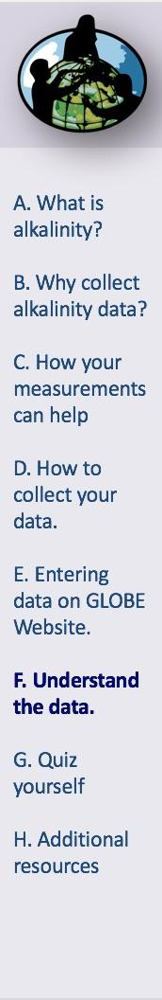 A. What is
alkalinity?
B. Why collect
alkalinity data?
C. How your
measurements
can help
D. How to
collect your
data.
E. Entering
data on GLOBE
Website.
F. Understand
the data.
G. Quiz
yourself
H. Additional
resources